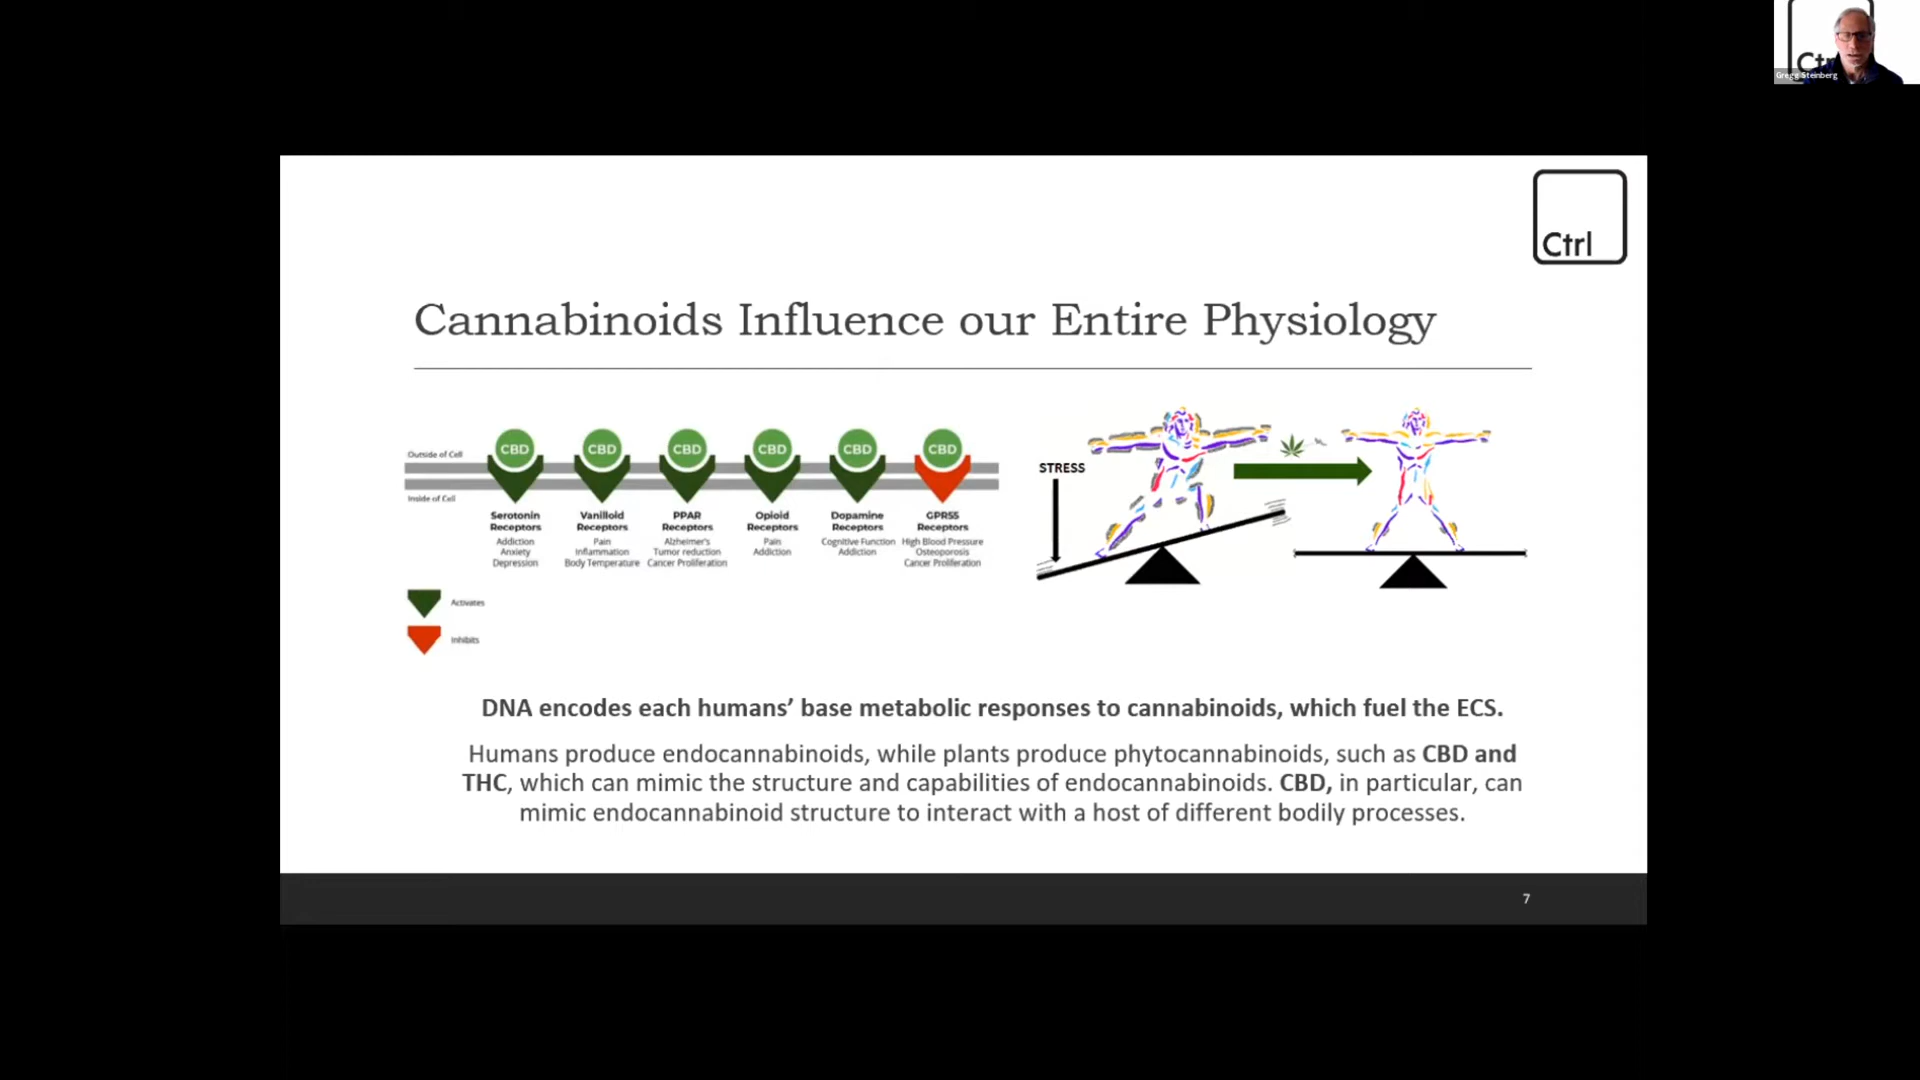 Ctrl
Gregg Steinberg
Ctrl
Cannabinoids Influence our Entire Physiology
CBD CBD CBD CBD CBD CBD
Outside of Cell
Inside of Cell
Serotonin Receptors
Addiction
Anxiety
Depression
Vanilloid Receptors
Pain
Inflammation
Body Temperature
PPAR Receptors
Alzheimer's
Tumor reduction
Cancer Proliferation
Opioid Receptors
Pain
Addiction
Dopamine Receptors
Cognitive Function
Addiction
GPR55 Receptors
High Blood Pressure
Osteoporosis
Cancer Proliferation
Activates
Inhibits
STRESS
DNA encodes each humans’ base metabolic responses to cannabinoids, which fuel the ECS.
Humans produce endocannabinoids, while plants produce phytocannabinoids, such as CBD and
THC, which can mimic the structure and capabilities of endocannabinoids. CBD, in particular, can
mimic endocannabinoid structure to interact with a host of different bodily processes.
7